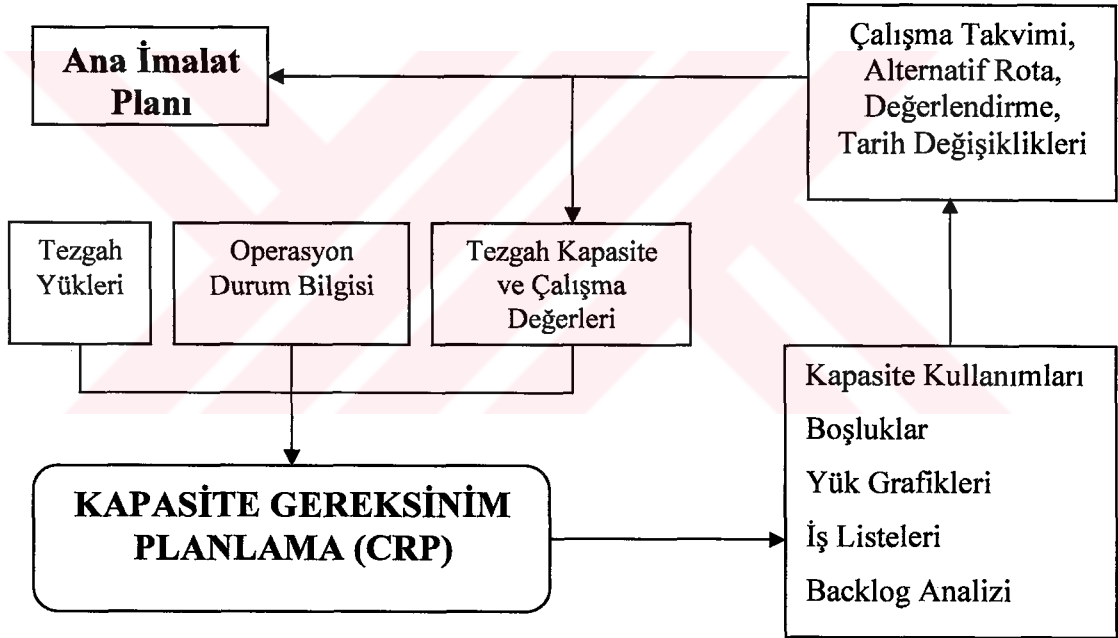 Ana İmalat
Planı
Çalışma Takvimi,
Alternatif Rota,
Değerlendirme,
Tarih Değişiklikleri
Tezgah
Yükleri
Operasyon
Durum Bilgisi
Tezgah Kapasite
ve Çalışma
Değerleri
KAPASİTE GEREKSİNİM
PLANLAMA (CRP)
Kapasite Kullanımları
Boşluklar
Yük Grafikleri
İş Listeleri
Backlog Analizi